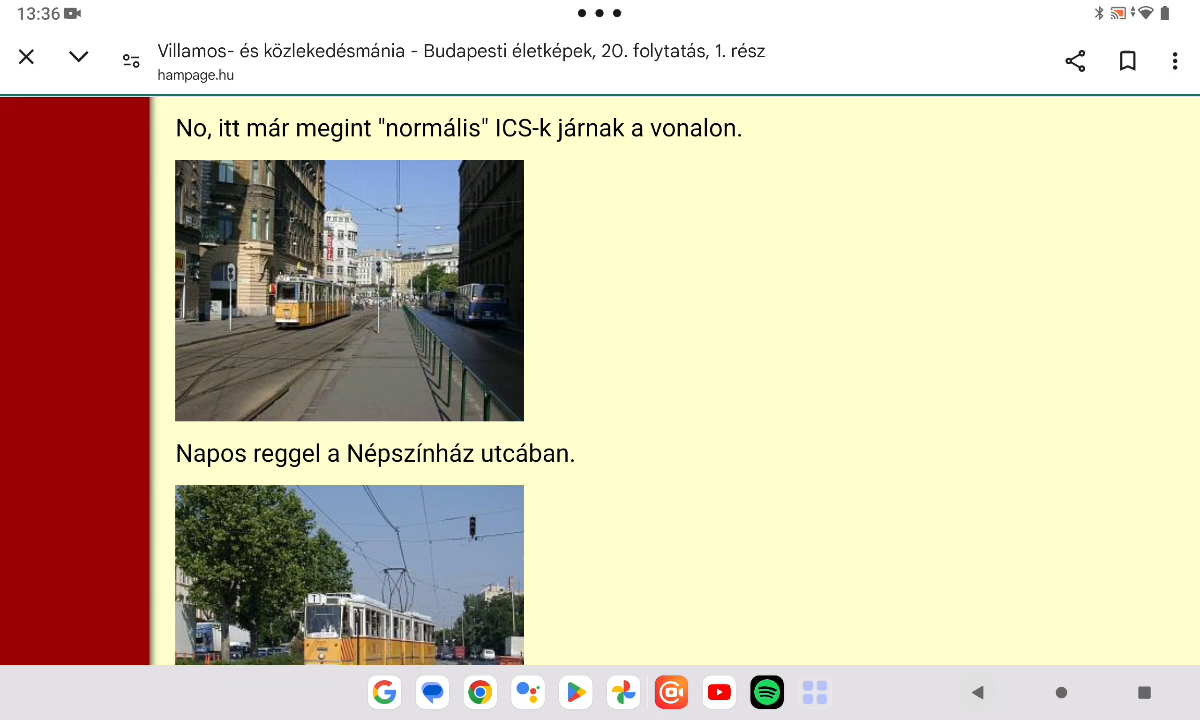 13:36
Villamos- és közlekedésmánia - Budapesti életképek, 20. folytatás, 1. rész
hampage.hu
No, itt már megint "normális" ICS-k járnak a vonalon.
Napos reggel a Népszínház utcában.
T